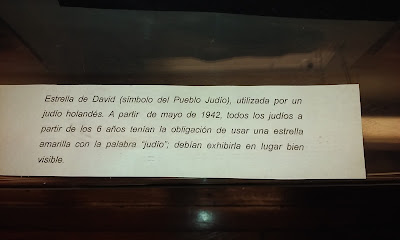 Estrella de David (símbolo del Pueblo Judío), utilizada por un
judío holandés. A partir de mayo de 1942, todos los judíos a
partir de los 6 años tenían la obligación de usar una estrella
amarilla con la palabra "judío"; debían exhibirla en lugar bien
visible.